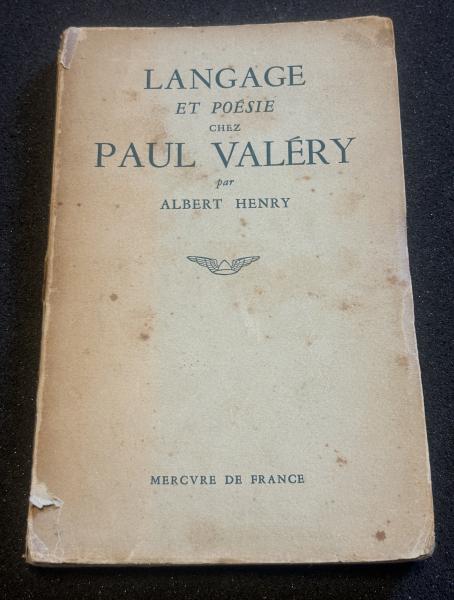 LANGAGE
ET POÉSIE
CHEZ
PAUL VALÉRY
par
ALBERT HENRY
MERCVRE DE FRANCE